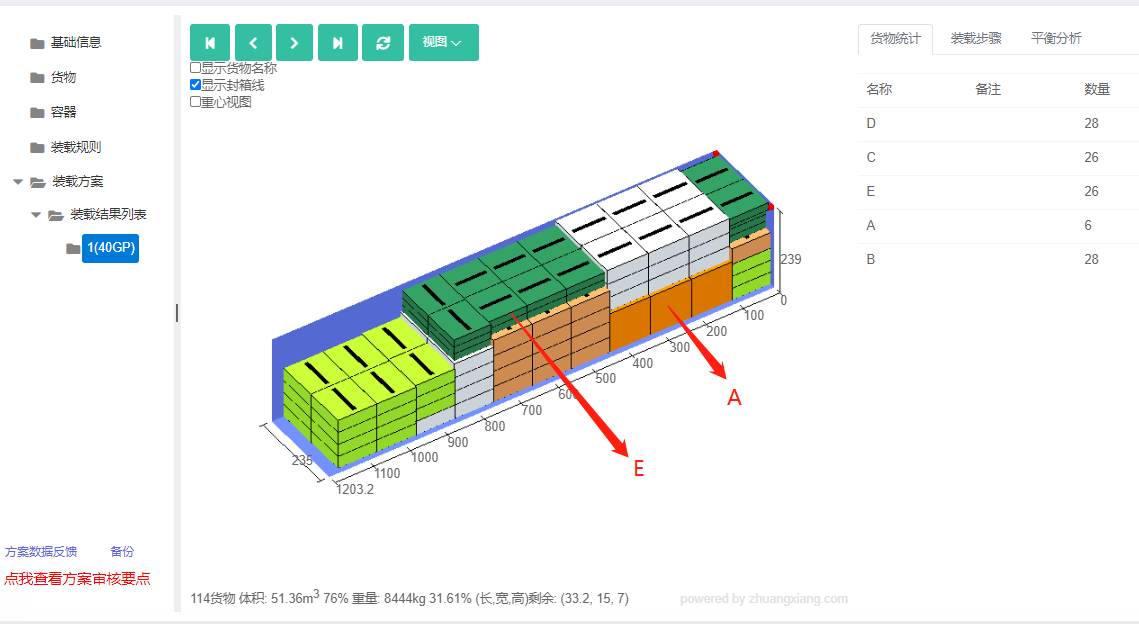 基础信息
货物
容器
装载规则
装载方案
装载结果列表
1(40GP)
方案数据反馈 备份
点我查看方案审核要点
视图
显示货物名称
显示封箱线
重心视图
239
0
100
200
300
400
500
600
700
800
900
1000
1100
1203.2
235
A
E
114货物 体积: 51.36m3 76% 重量: 8444kg 31.61% (长,宽,高)剩余: (33.2, 15, 7)
powered by zhuangxiang.com
货物统计 装载步骤 平衡分析
名称 备注 数量
D 28
C 26
E 26
A 6
B 28